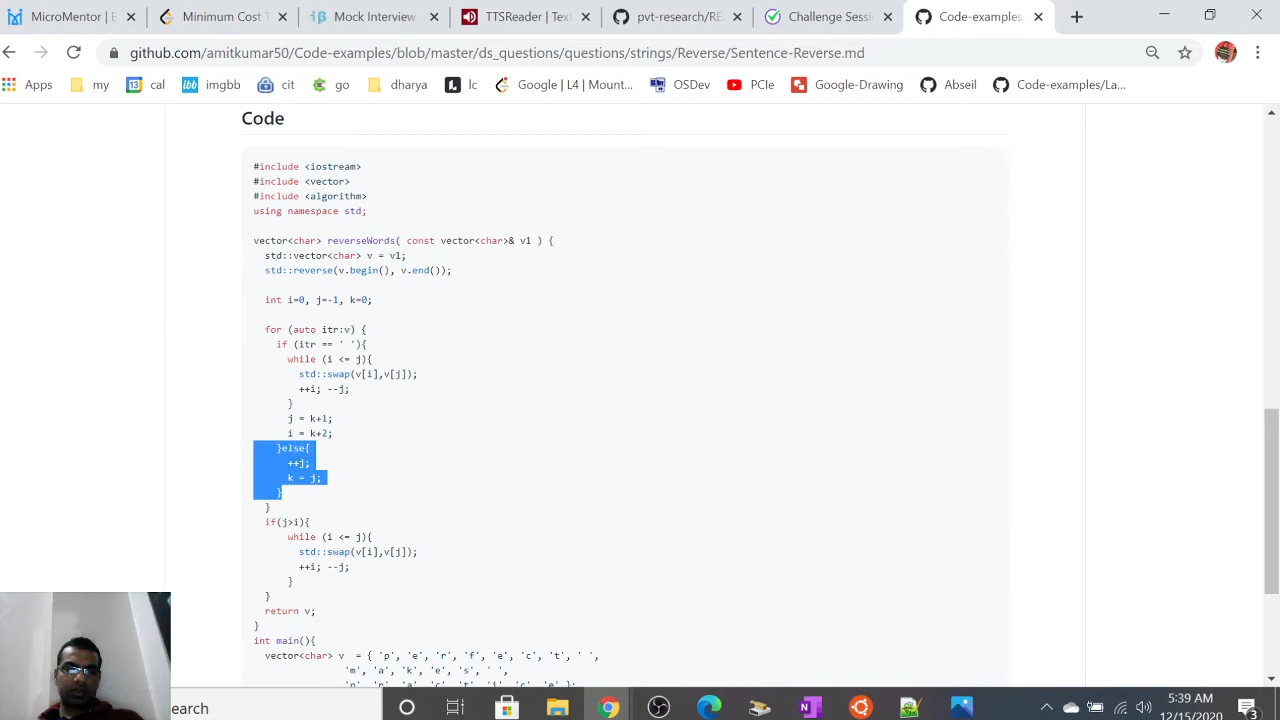 MicroMentor | E
Minimum Cost T
Mock Interview
TTSReader | Text
pvt-research/
Challenge Sessi
Code-examples
github.com/amitkumar50/Code-examples/blob/master/ds_questions/questions/strings/Reverse/Sentence-Reverse.md
Apps my cal imgbb cit go dharya lc Google | L4 | Mount... OSDev PCIe Google-Drawing Abseil Code-examples/La...
Code
#include <iostream>
#include <vector>
#include <algorithm>
using namespace std;
vector<char> reverseWords( const vector<char>& v1 ) {
std::vector<char> v = v1;
std::reverse(v.begin(), v.end());
int i=0, j=-1, k=0;
for (auto itr:v) {
if (itr == ' '){
while (i <= j){
std::swap(v[i],v[j]);
++i; --j;
}
j = k+1;
i = k+2;
}else{
++j;
k = j;
}
}
if(j>i){
while (i <= j){
std::swap(v[i],v[j]);
++i; --j;
}
}
return v;
}
int main(){
vector<char> v = { 'p', 'e', 'r', 'f', 'e', 'c', 't', ' ',
'm', 'a', 'k', 'e', 's', ' ',
earch
5:39 AM
12/15/2020
3